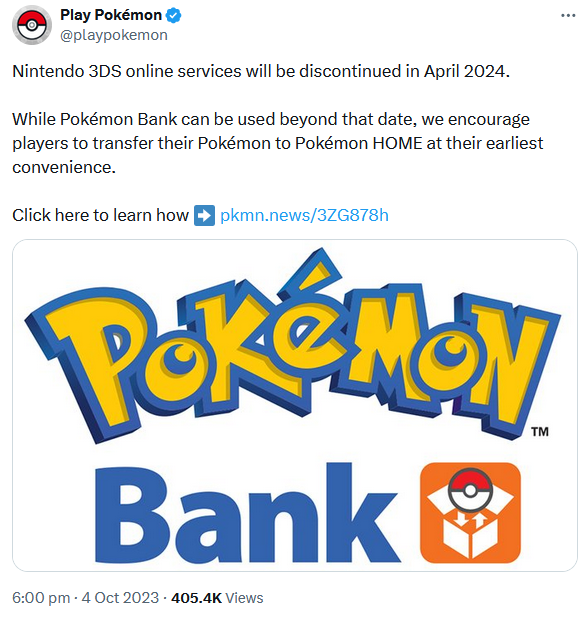 Play Pokémon
@playpokemon
Nintendo 3DS online services will be discontinued in April 2024.
While Pokémon Bank can be used beyond that date, we encourage
players to transfer their Pokémon to Pokémon HOME at their earliest
convenience.
Click here to learn how ➡️ pkmn.news/3ZG878h
POKéMON
TM
Bank
6:00 pm · 4 Oct 2023 · 405.4K Views